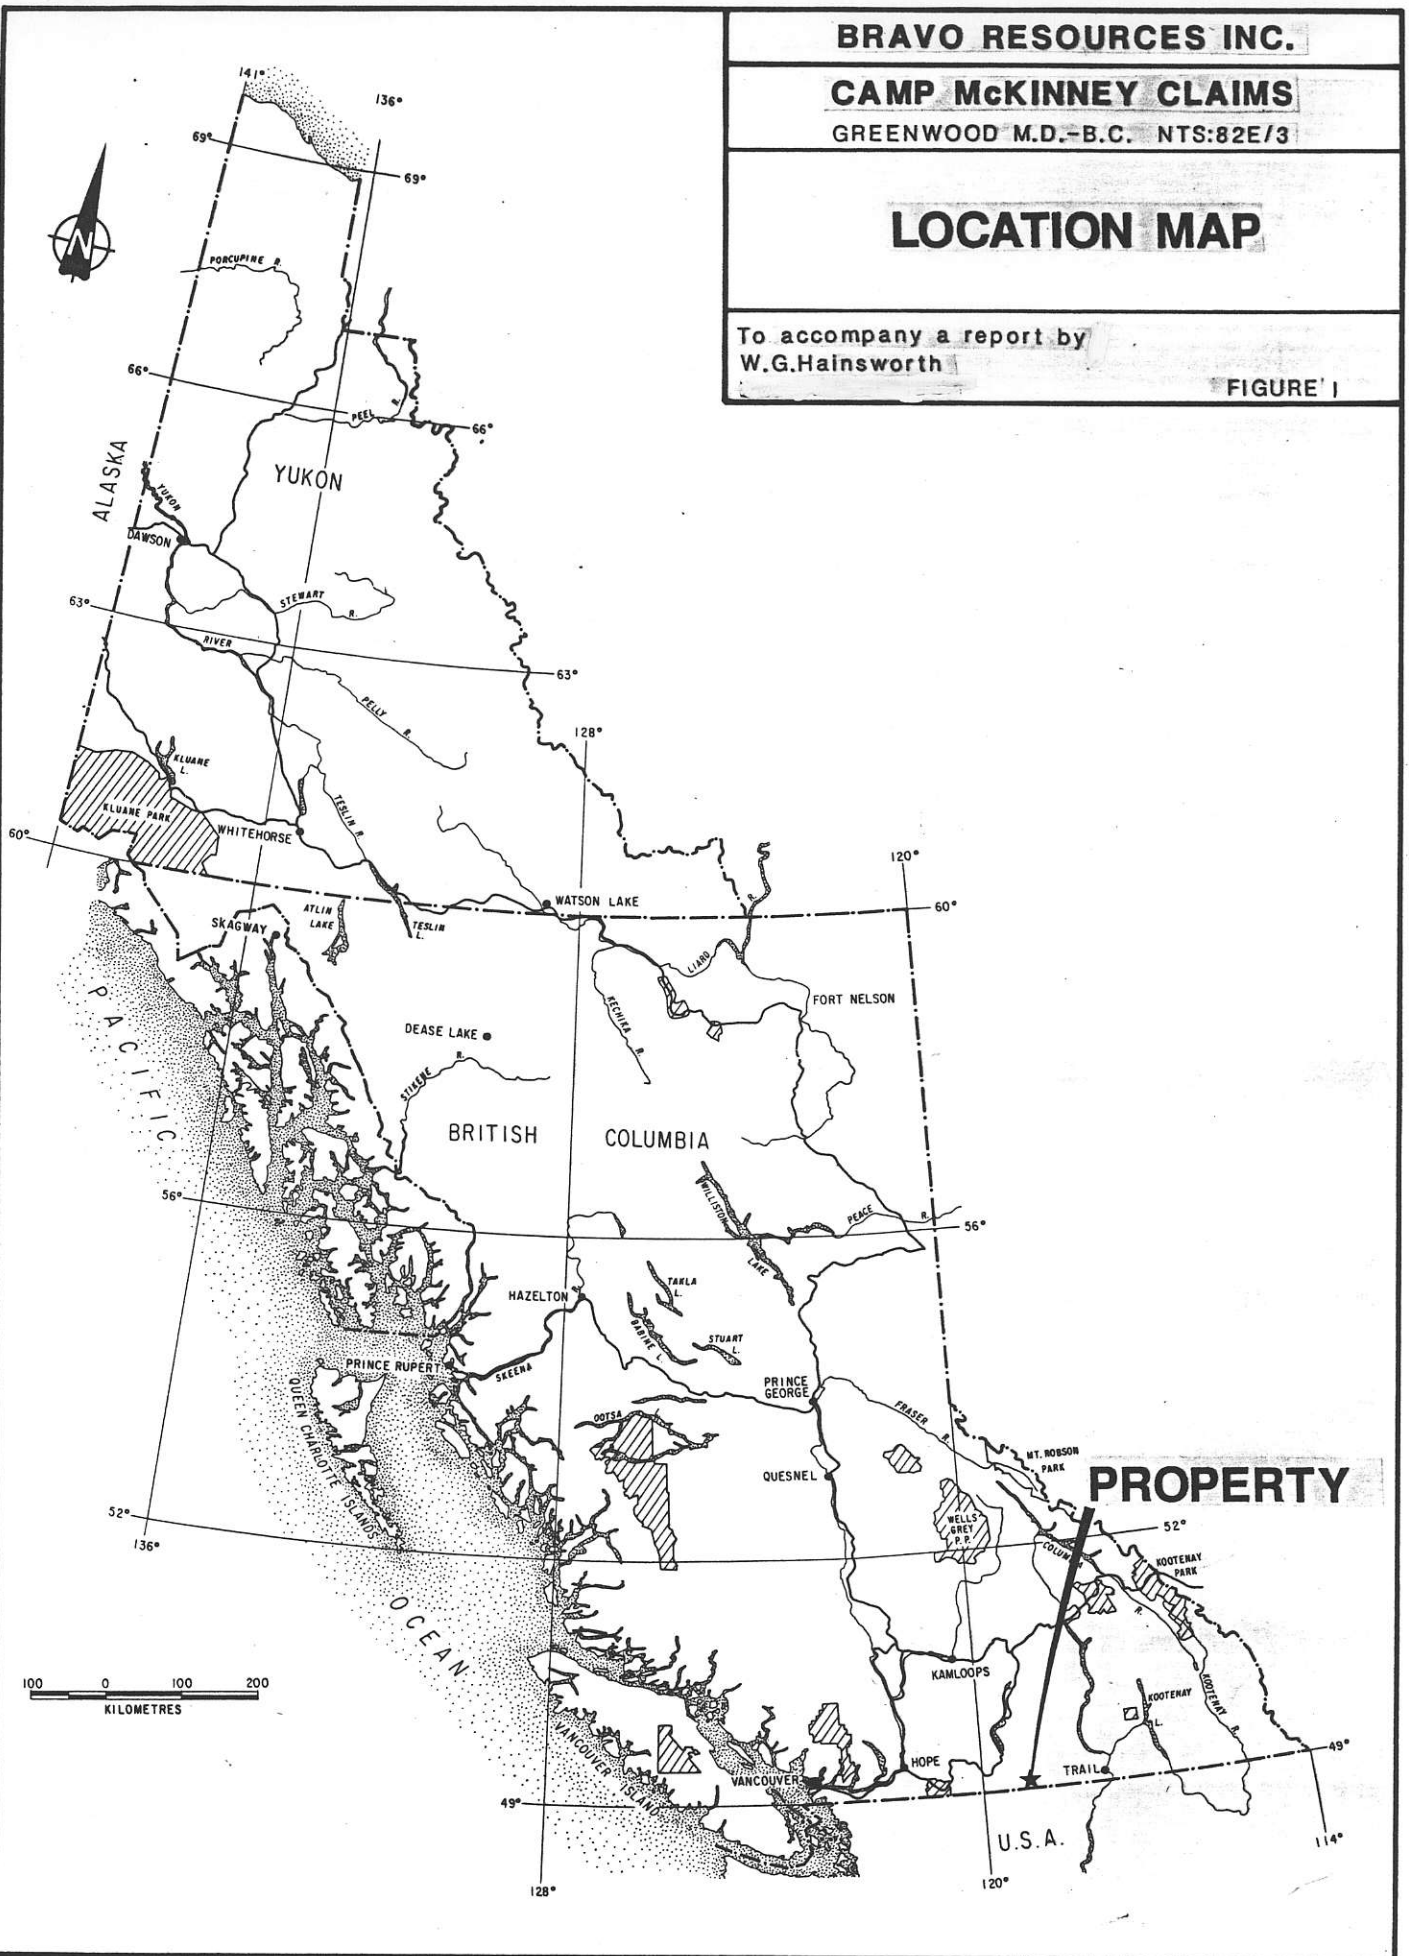 BRAVO RESOURCES INC.
CAMP McKINNEY CLAIMS
GREENWOOD M.D.-B.C. NTS:82E/3
LOCATION MAP
To accompany a report by
W.G.Hainsworth
FIGURE 1
141°
136°
69°
69°
N
PORCUPINE R.
66°
PEEL R.
66°
ALASKA
YUKON
YUKON
DAWSON
63°
STEWART R.
RIVER
63°
PELLY R.
128°
KLUANE
L.
KLUANE PARK
TESLIN R.
WHITEHORSE
60°
120°
WATSON LAKE
60°
ATLIN
LAKE
TESLIN
L.
SKAGWAY
R.
LIARD
FORT NELSON
PACIFIC
KECHIKA R.
DEASE LAKE
STIKENE R.
BRITISH COLUMBIA
56°
WILLISTON
LAKE
PEACE R.
56°
TAKLA
L.
HAZELTON
R.
BABINE L.
STUART
L.
PRINCE RUPERT
SKEENA
PRINCE
GEORGE
QUEEN CHARLOTTE ISLANDS
OOTSA
FRASER R.
MT. ROBSON
PARK
PROPERTY
QUESNEL
52°
136°
WELLS
GREY
P.P.
52°
COLUMBIA
KOOTENAY
PARK
R.
OCEAN
KAMLOOPS
100 0 100 200
KILOMETRES
KOOTENAY
L.
KOOTENAY R.
VANCOUVER ISLAND
HOPE
VANCOUVER
TRAIL
49°
49°
U.S.A.
114°
128°
120°